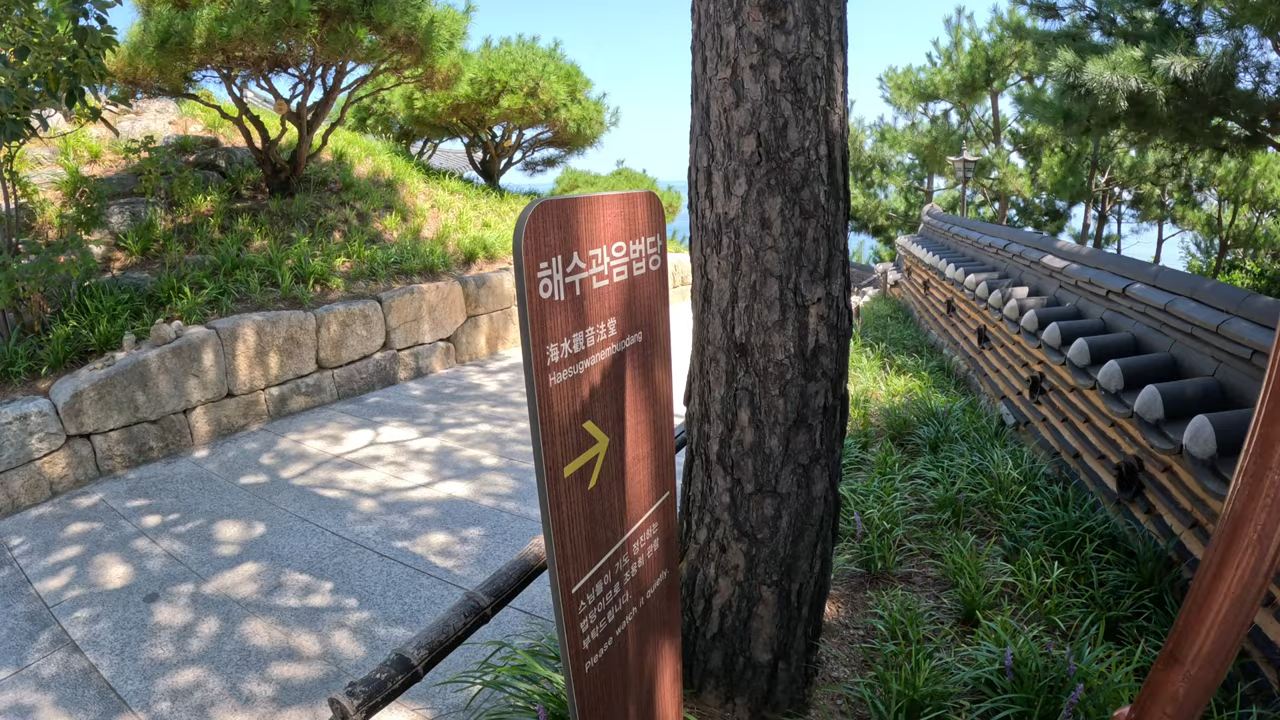 해수관음법당
海水觀音法堂
Haesugwanembupdang
스님들이 기도 정진하는
법당이므로 조용히 관람
부탁드립니다.
Please watch it quietly.